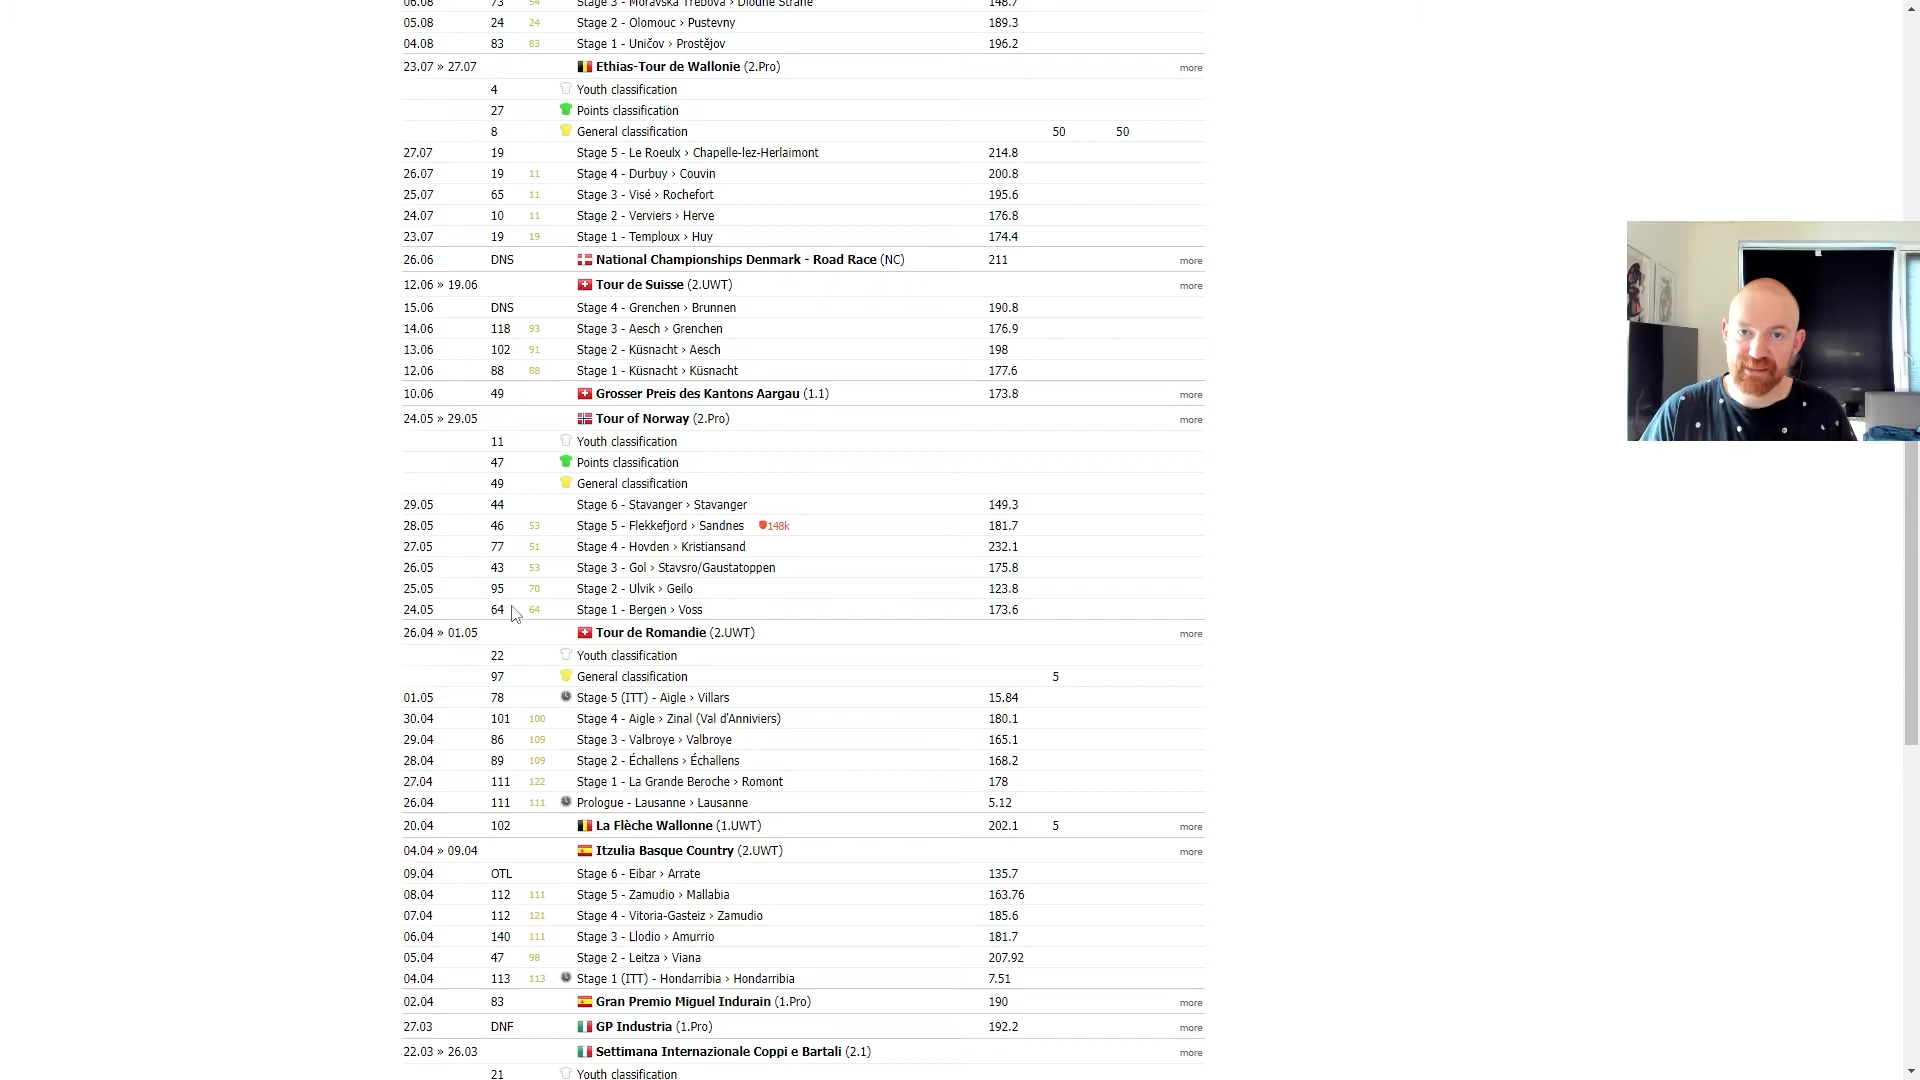 06.08 73 54 Stage 3 - Moravská Třebová › Dlouhé Stráně 148.7
05.08 24 24 Stage 2 - Olomouc › Pustevny 189.3
04.08 83 83 Stage 1 - Uničov › Prostějov 196.2
23.07 » 27.07 Ethias-Tour de Wallonie (2.Pro) more
4 Youth classification
27 Points classification
8 General classification 50 50
27.07 19 Stage 5 - Le Roeulx › Chapelle-lez-Herlaimont 214.8
26.07 19 11 Stage 4 - Durbuy › Couvin 200.8
25.07 65 11 Stage 3 - Visé › Rochefort 195.6
24.07 10 11 Stage 2 - Verviers › Herve 176.8
23.07 19 19 Stage 1 - Temploux › Huy 174.4
26.06 DNS National Championships Denmark - Road Race (NC) 211 more
12.06 » 19.06 Tour de Suisse (2.UWT) more
15.06 DNS Stage 4 - Grenchen › Brunnen 190.8
14.06 118 93 Stage 3 - Aesch › Grenchen 176.9
13.06 102 91 Stage 2 - Küsnacht › Aesch 198
12.06 88 88 Stage 1 - Küsnacht › Küsnacht 177.6
10.06 49 Grosser Preis des Kantons Aargau (1.1) 173.8 more
24.05 » 29.05 Tour of Norway (2.Pro) more
11 Youth classification
47 Points classification
49 General classification
29.05 44 Stage 6 - Stavanger › Stavanger 149.3
28.05 46 53 Stage 5 - Flekkefjord › Sandnes 148k 181.7
27.05 77 51 Stage 4 - Hovden › Kristiansand 232.1
26.05 43 53 Stage 3 - Gol › Stavsro/Gaustatoppen 175.8
25.05 95 70 Stage 2 - Ulvik › Geilo 123.8
24.05 64 64 Stage 1 - Bergen › Voss 173.6
26.04 » 01.05 Tour de Romandie (2.UWT) more
22 Youth classification
97 General classification 5
01.05 78 Stage 5 (ITT) - Aigle › Villars 15.84
30.04 101 100 Stage 4 - Aigle › Zinal (Val d'Anniviers) 180.1
29.04 86 109 Stage 3 - Valbroye › Valbroye 165.1
28.04 89 109 Stage 2 - Échallens › Échallens 168.2
27.04 111 122 Stage 1 - La Grande Beroche › Romont 178
26.04 111 111 Prologue - Lausanne › Lausanne 5.12
20.04 102 La Flèche Wallonne (1.UWT) 202.1 5 more
04.04 » 09.04 Itzulia Basque Country (2.UWT) more
09.04 OTL Stage 6 - Eibar › Arrate 135.7
08.04 112 111 Stage 5 - Zamudio › Mallabia 163.76
07.04 112 121 Stage 4 - Vitoria-Gasteiz › Zamudio 185.6
06.04 140 111 Stage 3 - Llodio › Amurrio 181.7
05.04 47 98 Stage 2 - Leitza › Viana 207.92
04.04 113 113 Stage 1 (ITT) - Hondarribia › Hondarribia 7.51
02.04 83 Gran Premio Miguel Indurain (1.Pro) 190 more
27.03 DNF GP Industria (1.Pro) 192.2 more
22.03 » 26.03 Settimana Internazionale Coppi e Bartali (2.1) more
21 Youth classification